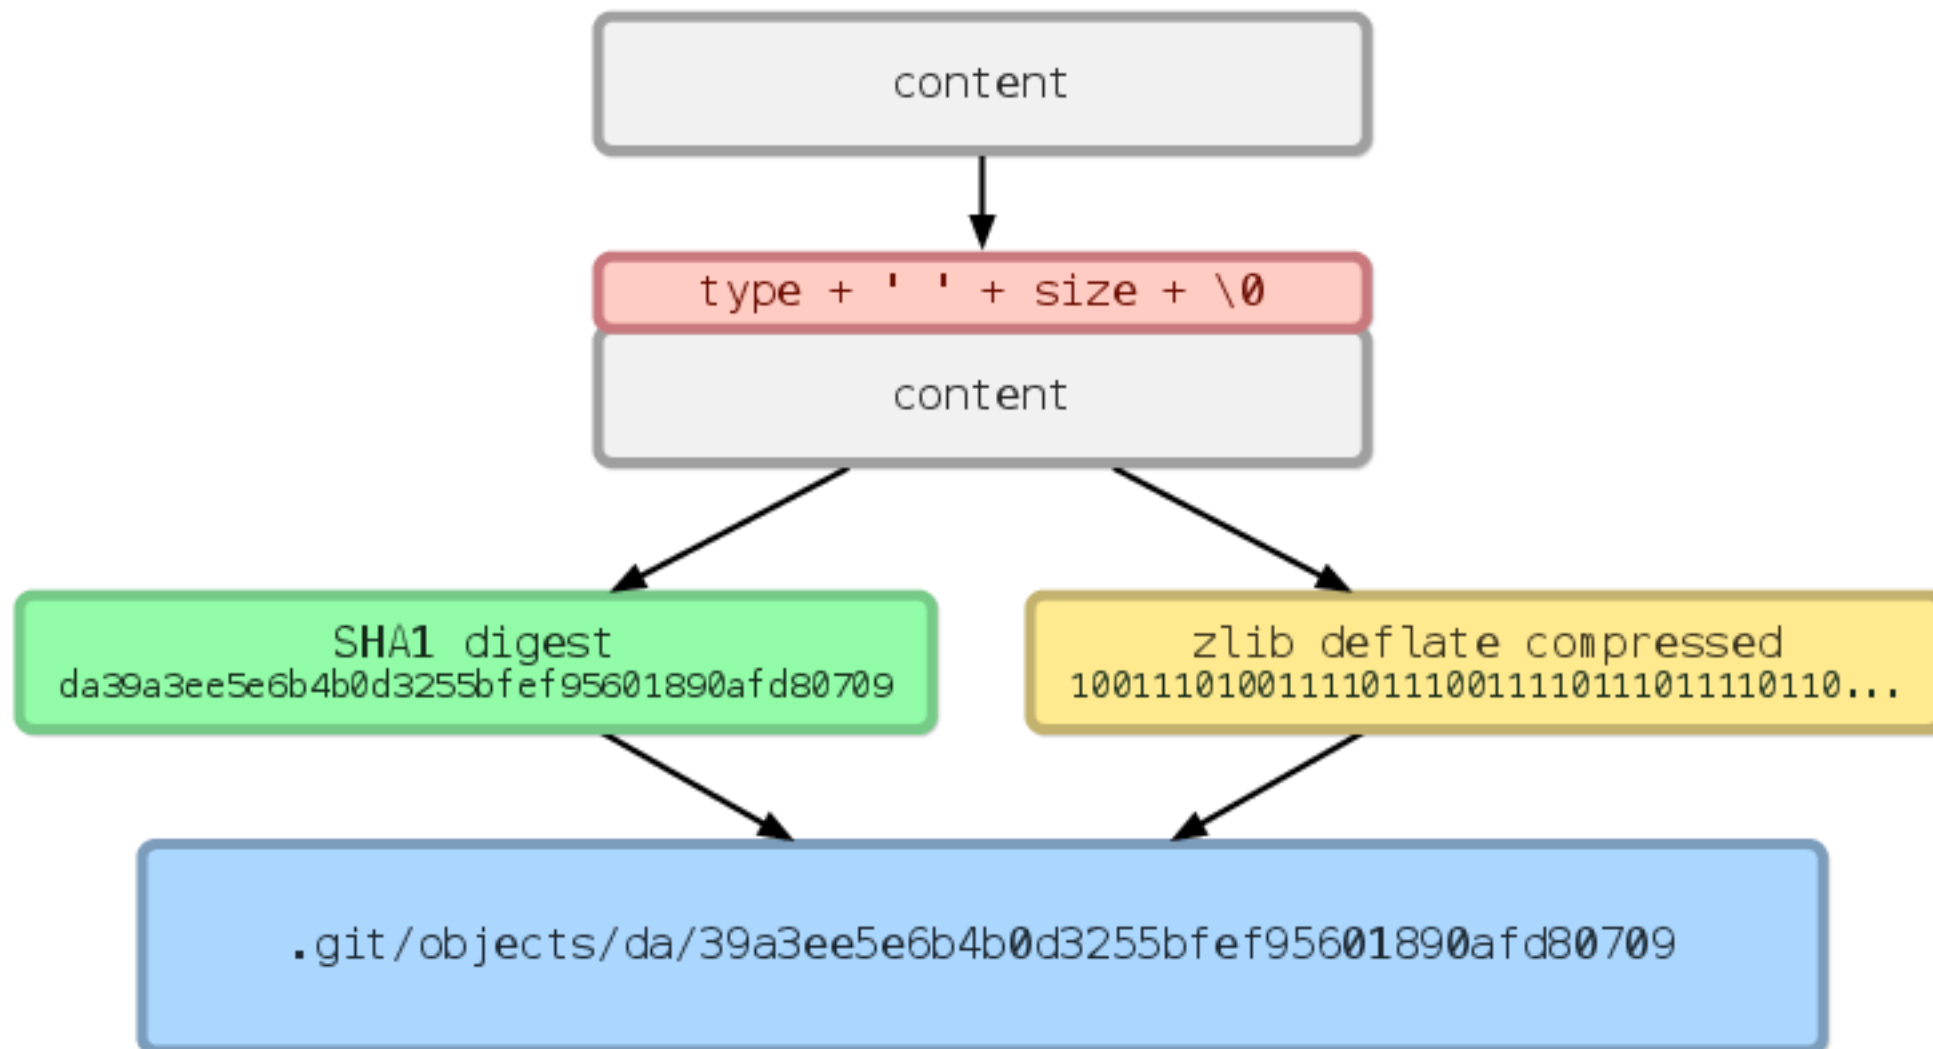 content
type + ' ' + size + \0
content
SHA1 digest
da39a3ee5e6b4b0d3255bfef95601890afd80709
zlib deflate compressed
1001110100111101110011110111011110110...
.git/objects/da/39a3ee5e6b4b0d3255bfef95601890afd80709